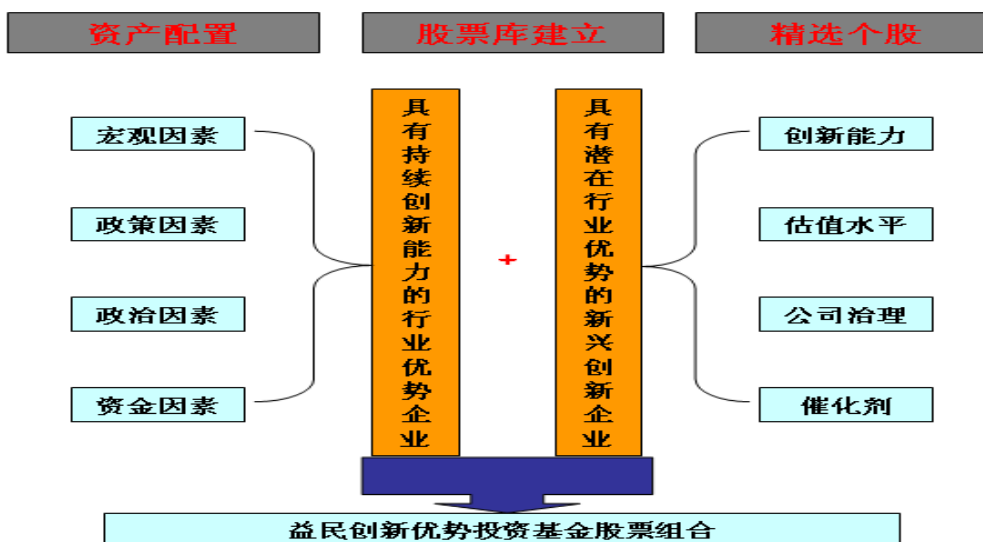 资产配置
股票库建立
精选个股
宏观因素
政策因素
政治因素
资金因素
具有持续创新能力的行业优势企业
+
具有潜在行业优势的新兴创新企业
创新能力
估值水平
公司治理
催化剂
益民创新优势投资基金股票组合